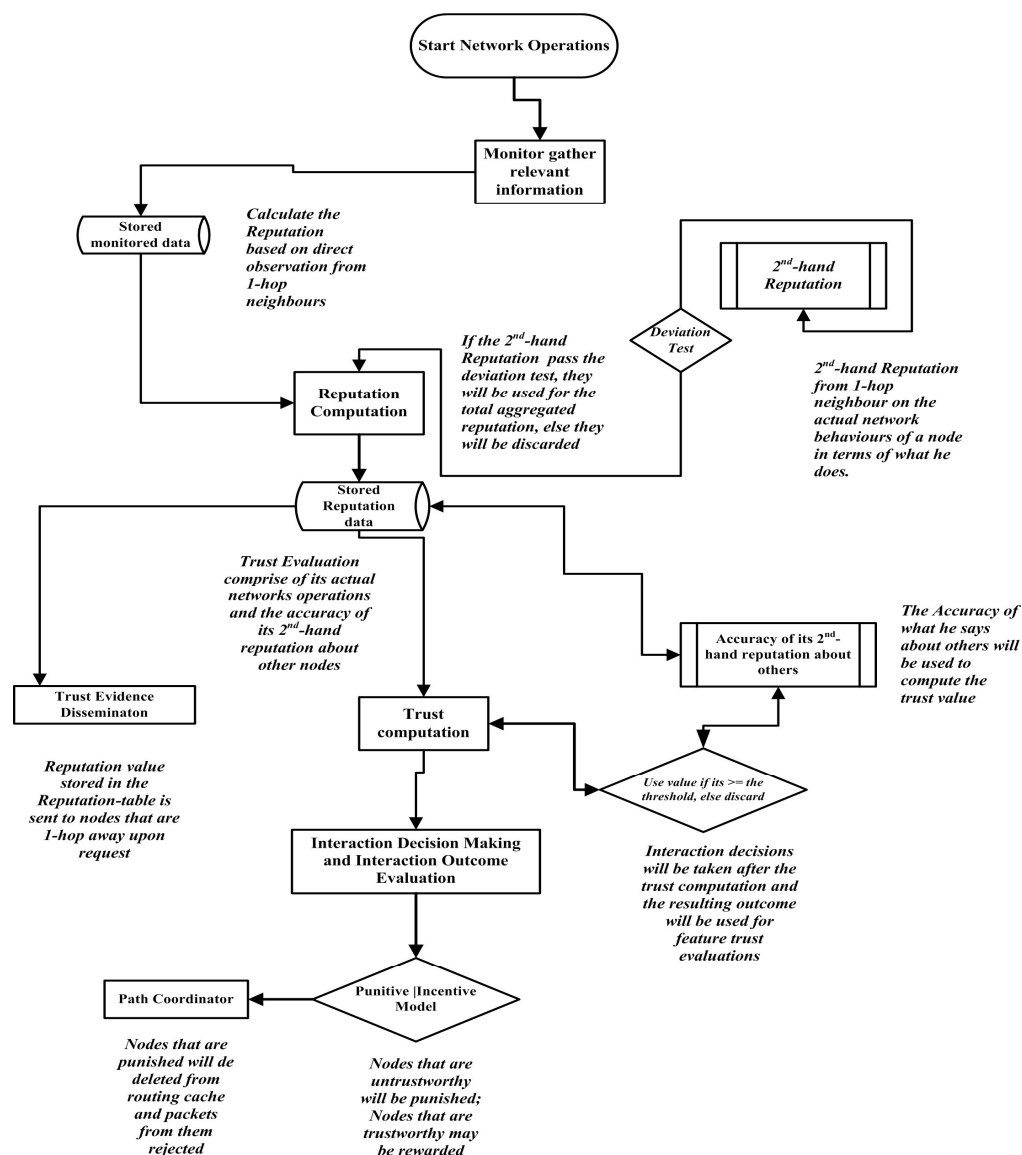 Start Network Operations
Monitor gather
relevant
information
Stored
monitored data
Calculate the
Reputation
based on direct
observation from
1-hop
neighbours
2nd-hand
Reputation
Deviation
Test
If the 2nd-hand
Reputation pass the
deviation test, they
will be used for the
total aggregated
reputation, else they
will be discarded
2nd-hand Reputation
from 1-hop
neighbour on the
actual network
behaviours of a node
in terms of what he
does.
Reputation
Computation
Stored
Reputation
data
Trust Evaluation
comprise of its actual
networks operations
and the accuracy of
its 2nd-hand
reputation about
other nodes
Accuracy of its 2nd-
hand reputation about
others
The Accuracy of
what he says
about others will
be used to
compute the
trust value
Trust Evidence
Disseminaton
Trust
computation
Reputation value
stored in the
Reputation-table is
sent to nodes that are
1-hop away upon
request
Use value if its >= the
threshold, else discard
Interaction Decision Making
and Interaction Outcome
Evaluation
Interaction decisions
will be taken after the
trust computation and
the resulting outcome
will be used for
feature trust
evaluations
Path Coordinator
Punitive |Incentive
Model
Nodes that are
punished will de
deleted from
routing cache
and packets
from them
rejected
Nodes that are
untrustworthy
will be punished;
Nodes that are
trustworthy may
be rewarded